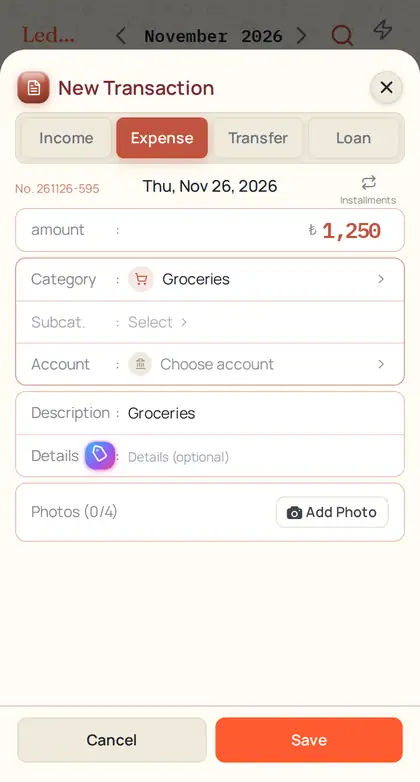 Led...
November 2026
New Transaction
Income
Expense
Transfer
Loan
No. 261126-595
Thu, Nov 26, 2026
Installments
amount :
₺ 1,250
Category : Groceries
Subcat. : Select
Account : Choose account
Description : Groceries
Details : Details (optional)
Photos (0/4)
Add Photo
Cancel
Save